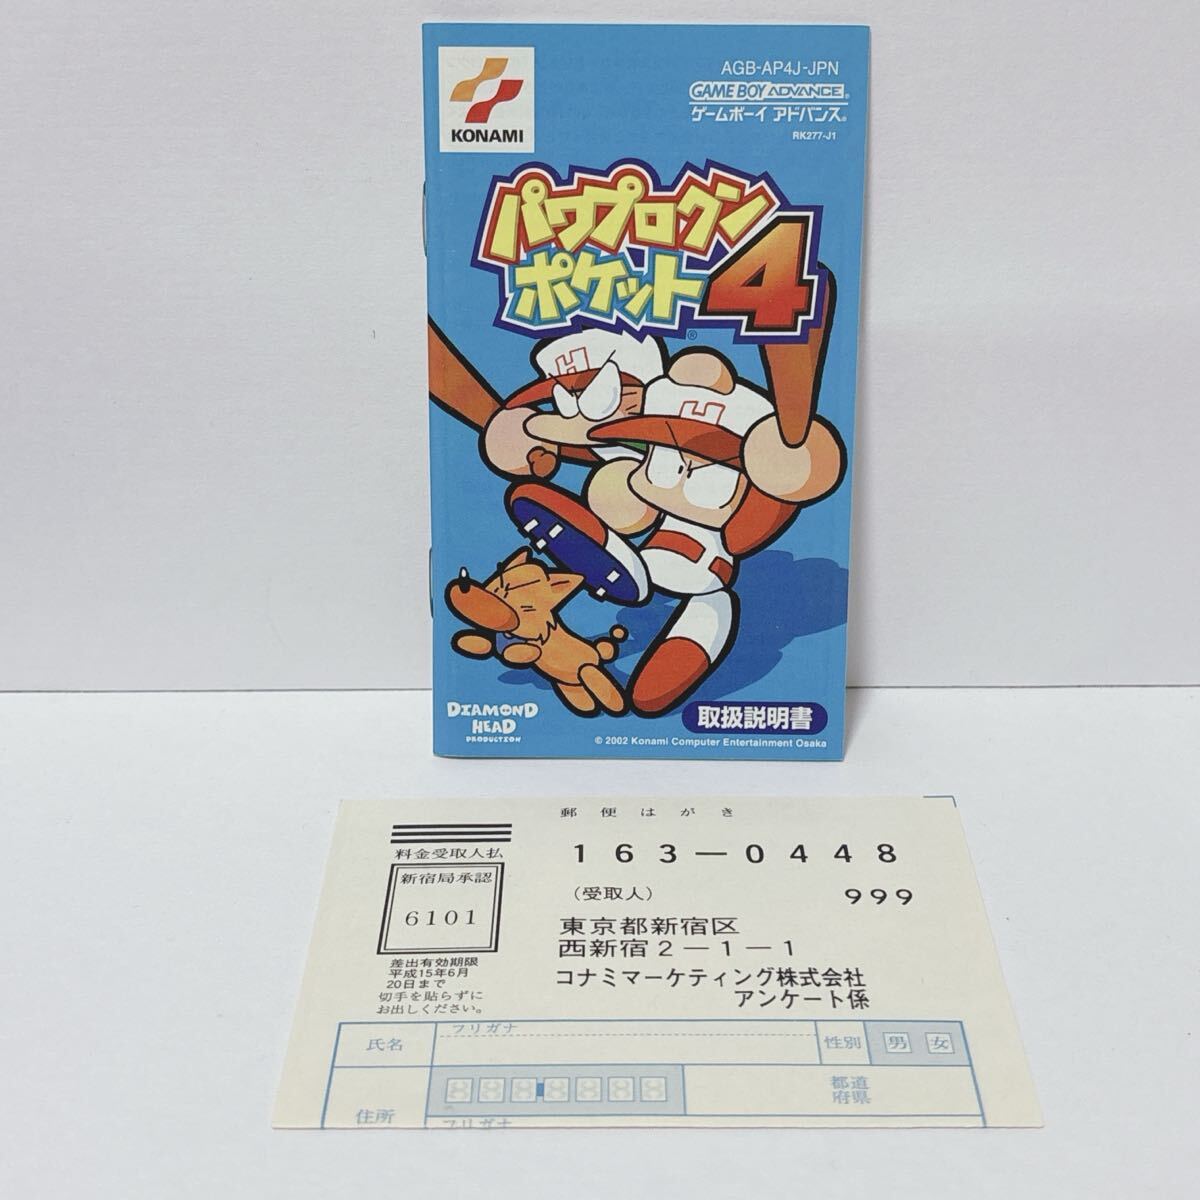 KONAMI
AGB-AP4J-JPN
GAME BOY ADVANCE
ゲームボーイ アドバンス
RK277-J1
パワプロクン
ポケット4
®
H
H
DIAMOND
HEAD
PRODUCTION
取扱説明書
© 2002 Konami Computer Entertainment Osaka
郵便はがき
料金受取人払
新宿局承認
6101
差出有効期限
平成15年6月
20日まで
切手を貼らずに
お出しください。
163-0448
(受取人)
999
東京都新宿区
西新宿2-1-1
コナミマーケティング株式会社
アンケート係
フリガナ
氏名
性別
男 女
住所
都道
府県
フリガナ